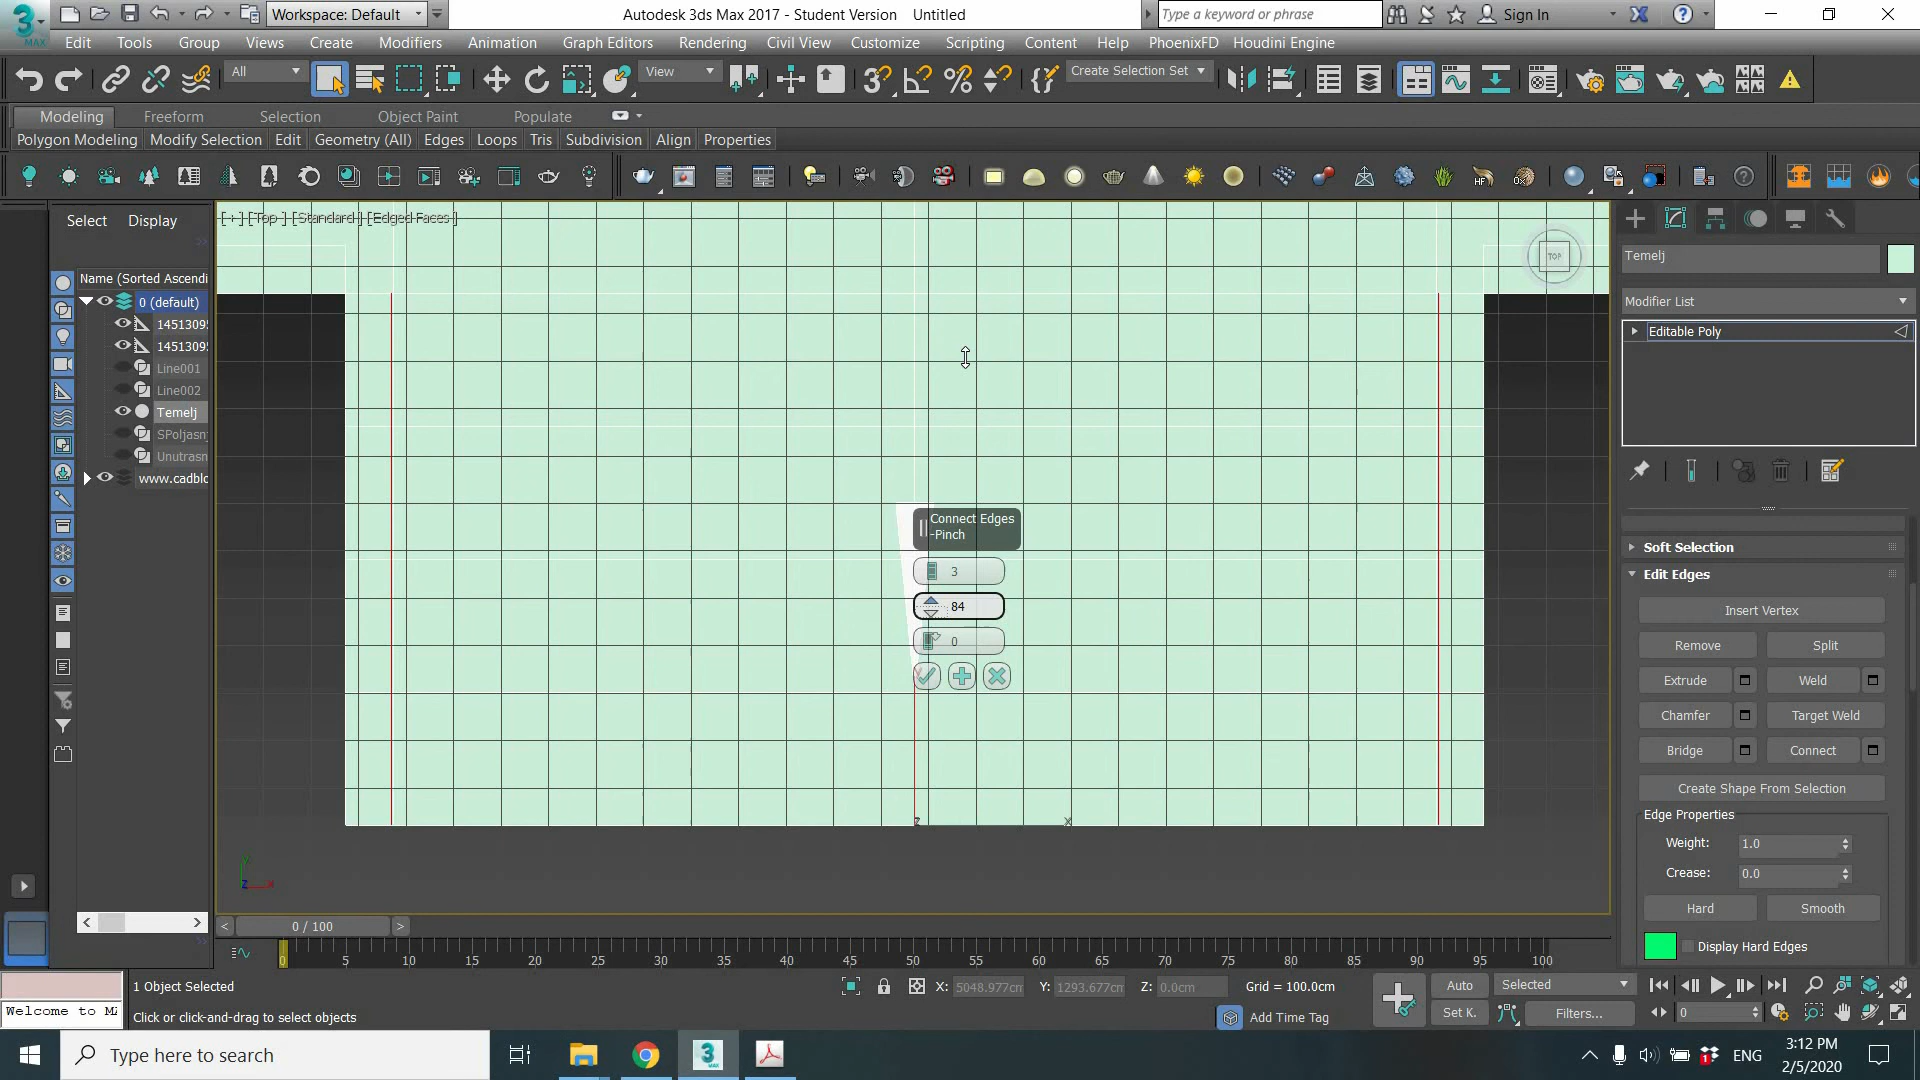 MAX
Workspace: Default
Autodesk 3ds Max 2017 - Student Version Untitled
Type a keyword or phrase
Sign In
Edit Tools Group Views Create Modifiers Animation Graph Editors Rendering Civil View Customize Scripting Content Help PhoenixFD Houdini Engine
All
View
Create Selection Set
Modeling Freeform Selection Object Paint Populate
Polygon Modeling Modify Selection Edit Geometry (All) Edges Loops Tris Subdivision Align Properties
Select Display
[ + ] [Top ] [Standard ] [Edged Faces ]
TOP
Name (Sorted Ascendi
0 (default)
1451309
1451309
Line001
Line002
Temelj
SPoljasn
Unutrasn
www.cadblo
Connect Edges
-Pinch
3
84
0
z
x
z
x
Temelj
Modifier List
Editable Poly
Soft Selection
Edit Edges
Insert Vertex
Remove Split
Extrude Weld
Chamfer Target Weld
Bridge Connect
Create Shape From Selection
Edge Properties
Weight: 1.0
Crease: 0.0
Hard Smooth
Display Hard Edges
< 0 / 100 >
0 5 10 15 20 25 30 35 40 45 50 55 60 65 70 75 80 85 90 95 100
1 Object Selected
X: 5048.977cm Y: 1293.677cm Z: 0.0cm Grid = 100.0cm
Auto Selected
Welcome to MA
Click or click-and-drag to select objects
Add Time Tag
Set K. Filters...
0
Type here to search
ENG
3:12 PM
2/5/2020